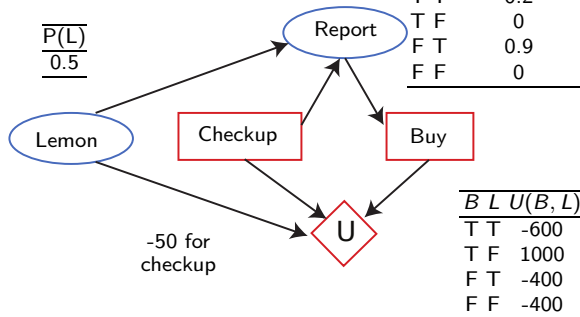 P(L)
0.5
Report
T F 0
F T 0.9
F F 0
Lemon
Checkup
Buy
U
-50 for
checkup
B L U(B, L)
T T -600
T F 1000
F T -400
F F -400